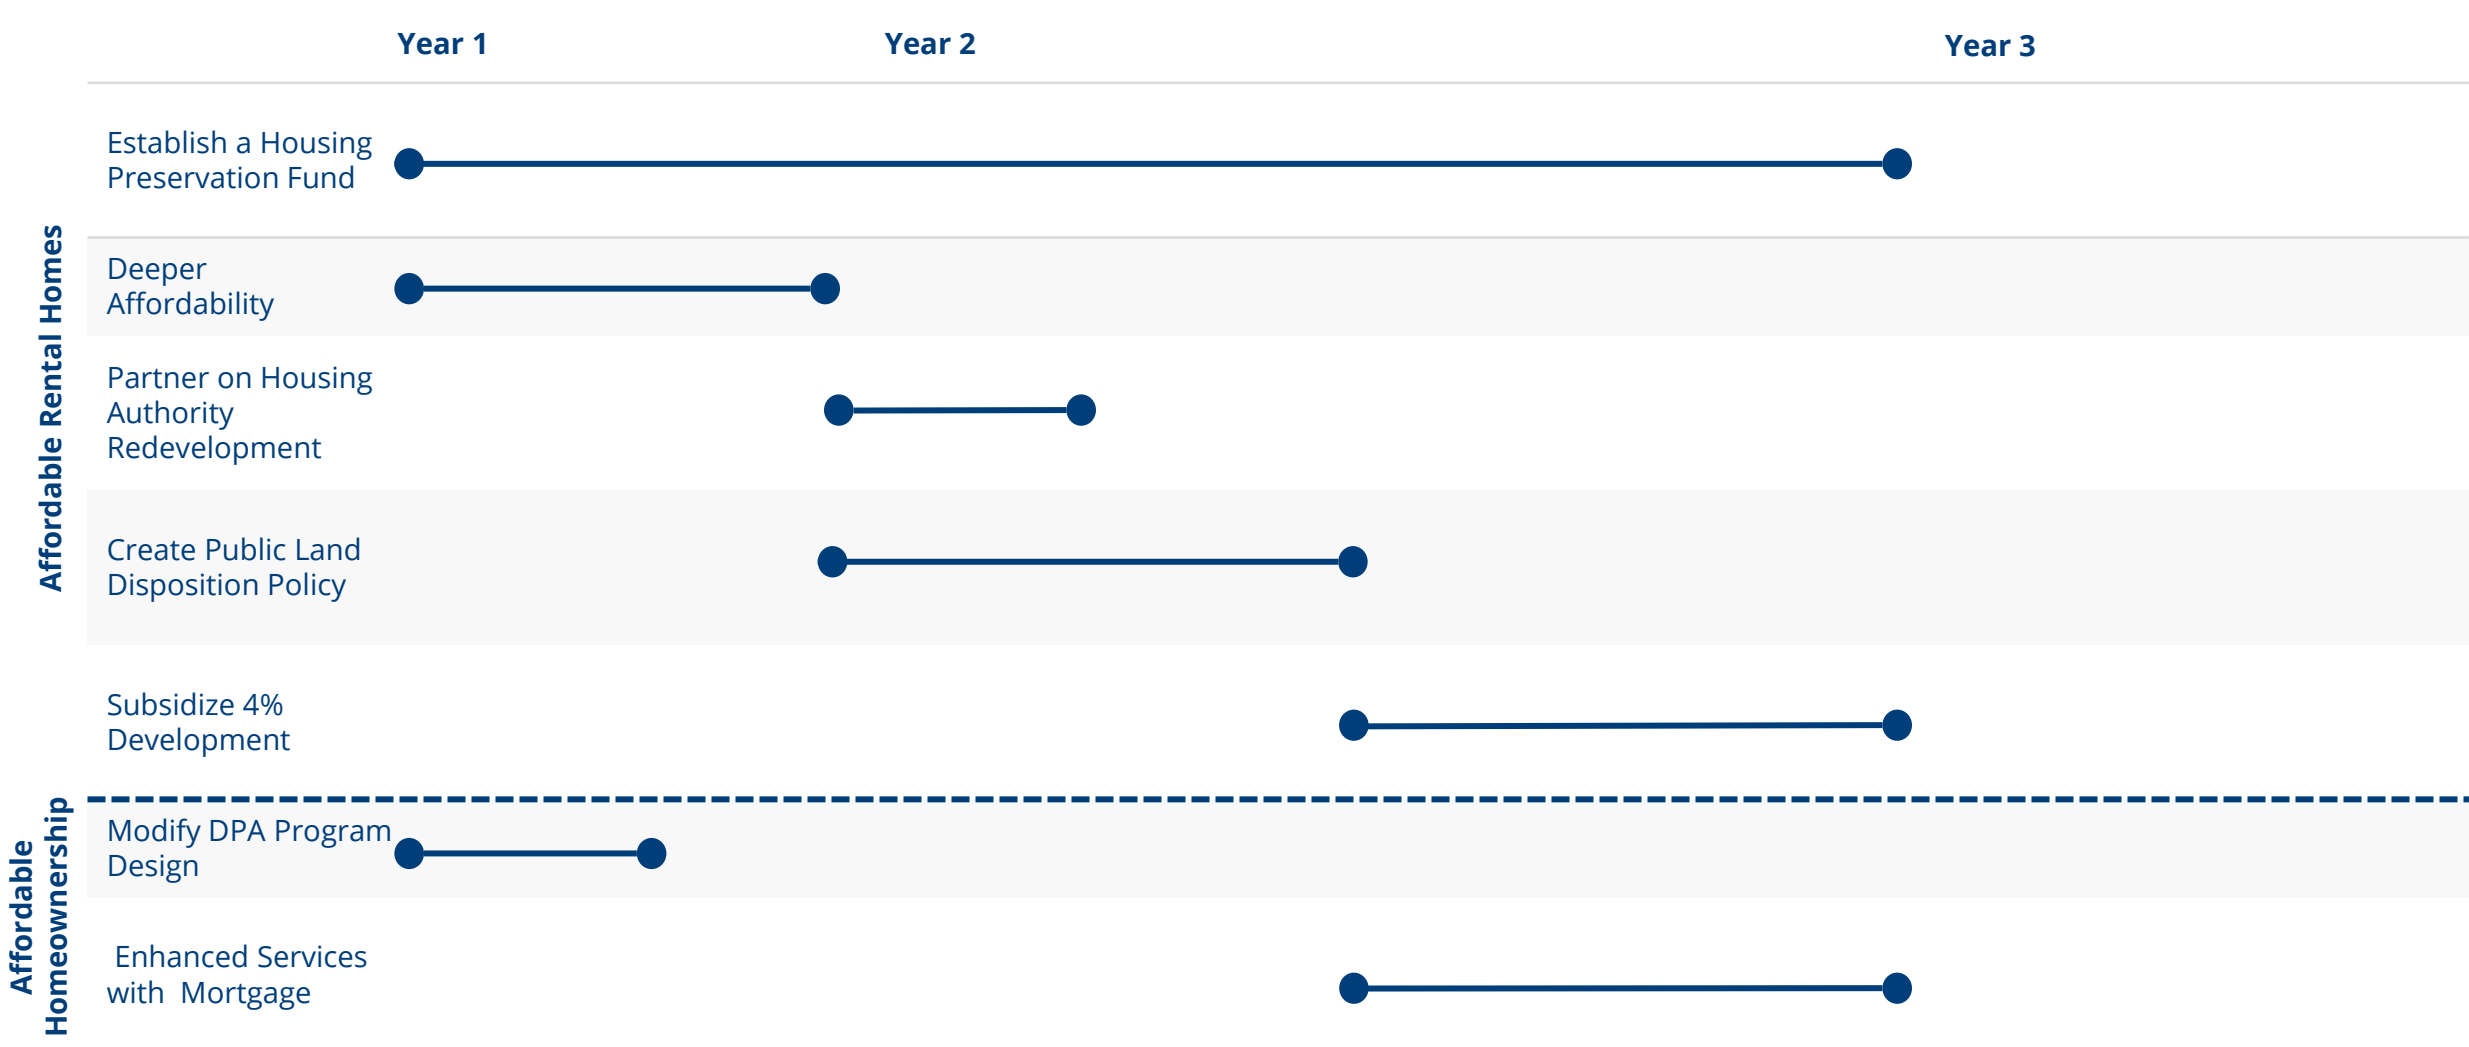 Year 1
Year 2
Year 3
Affordable Rental Homes
Establish a Housing
Preservation Fund
Deeper
Affordability
Partner on Housing
Authority
Redevelopment
Create Public Land
Disposition Policy
Subsidize 4%
Development
Affordable
Homeownership
Modify DPA Program
Design
Enhanced Services
with  Mortgage